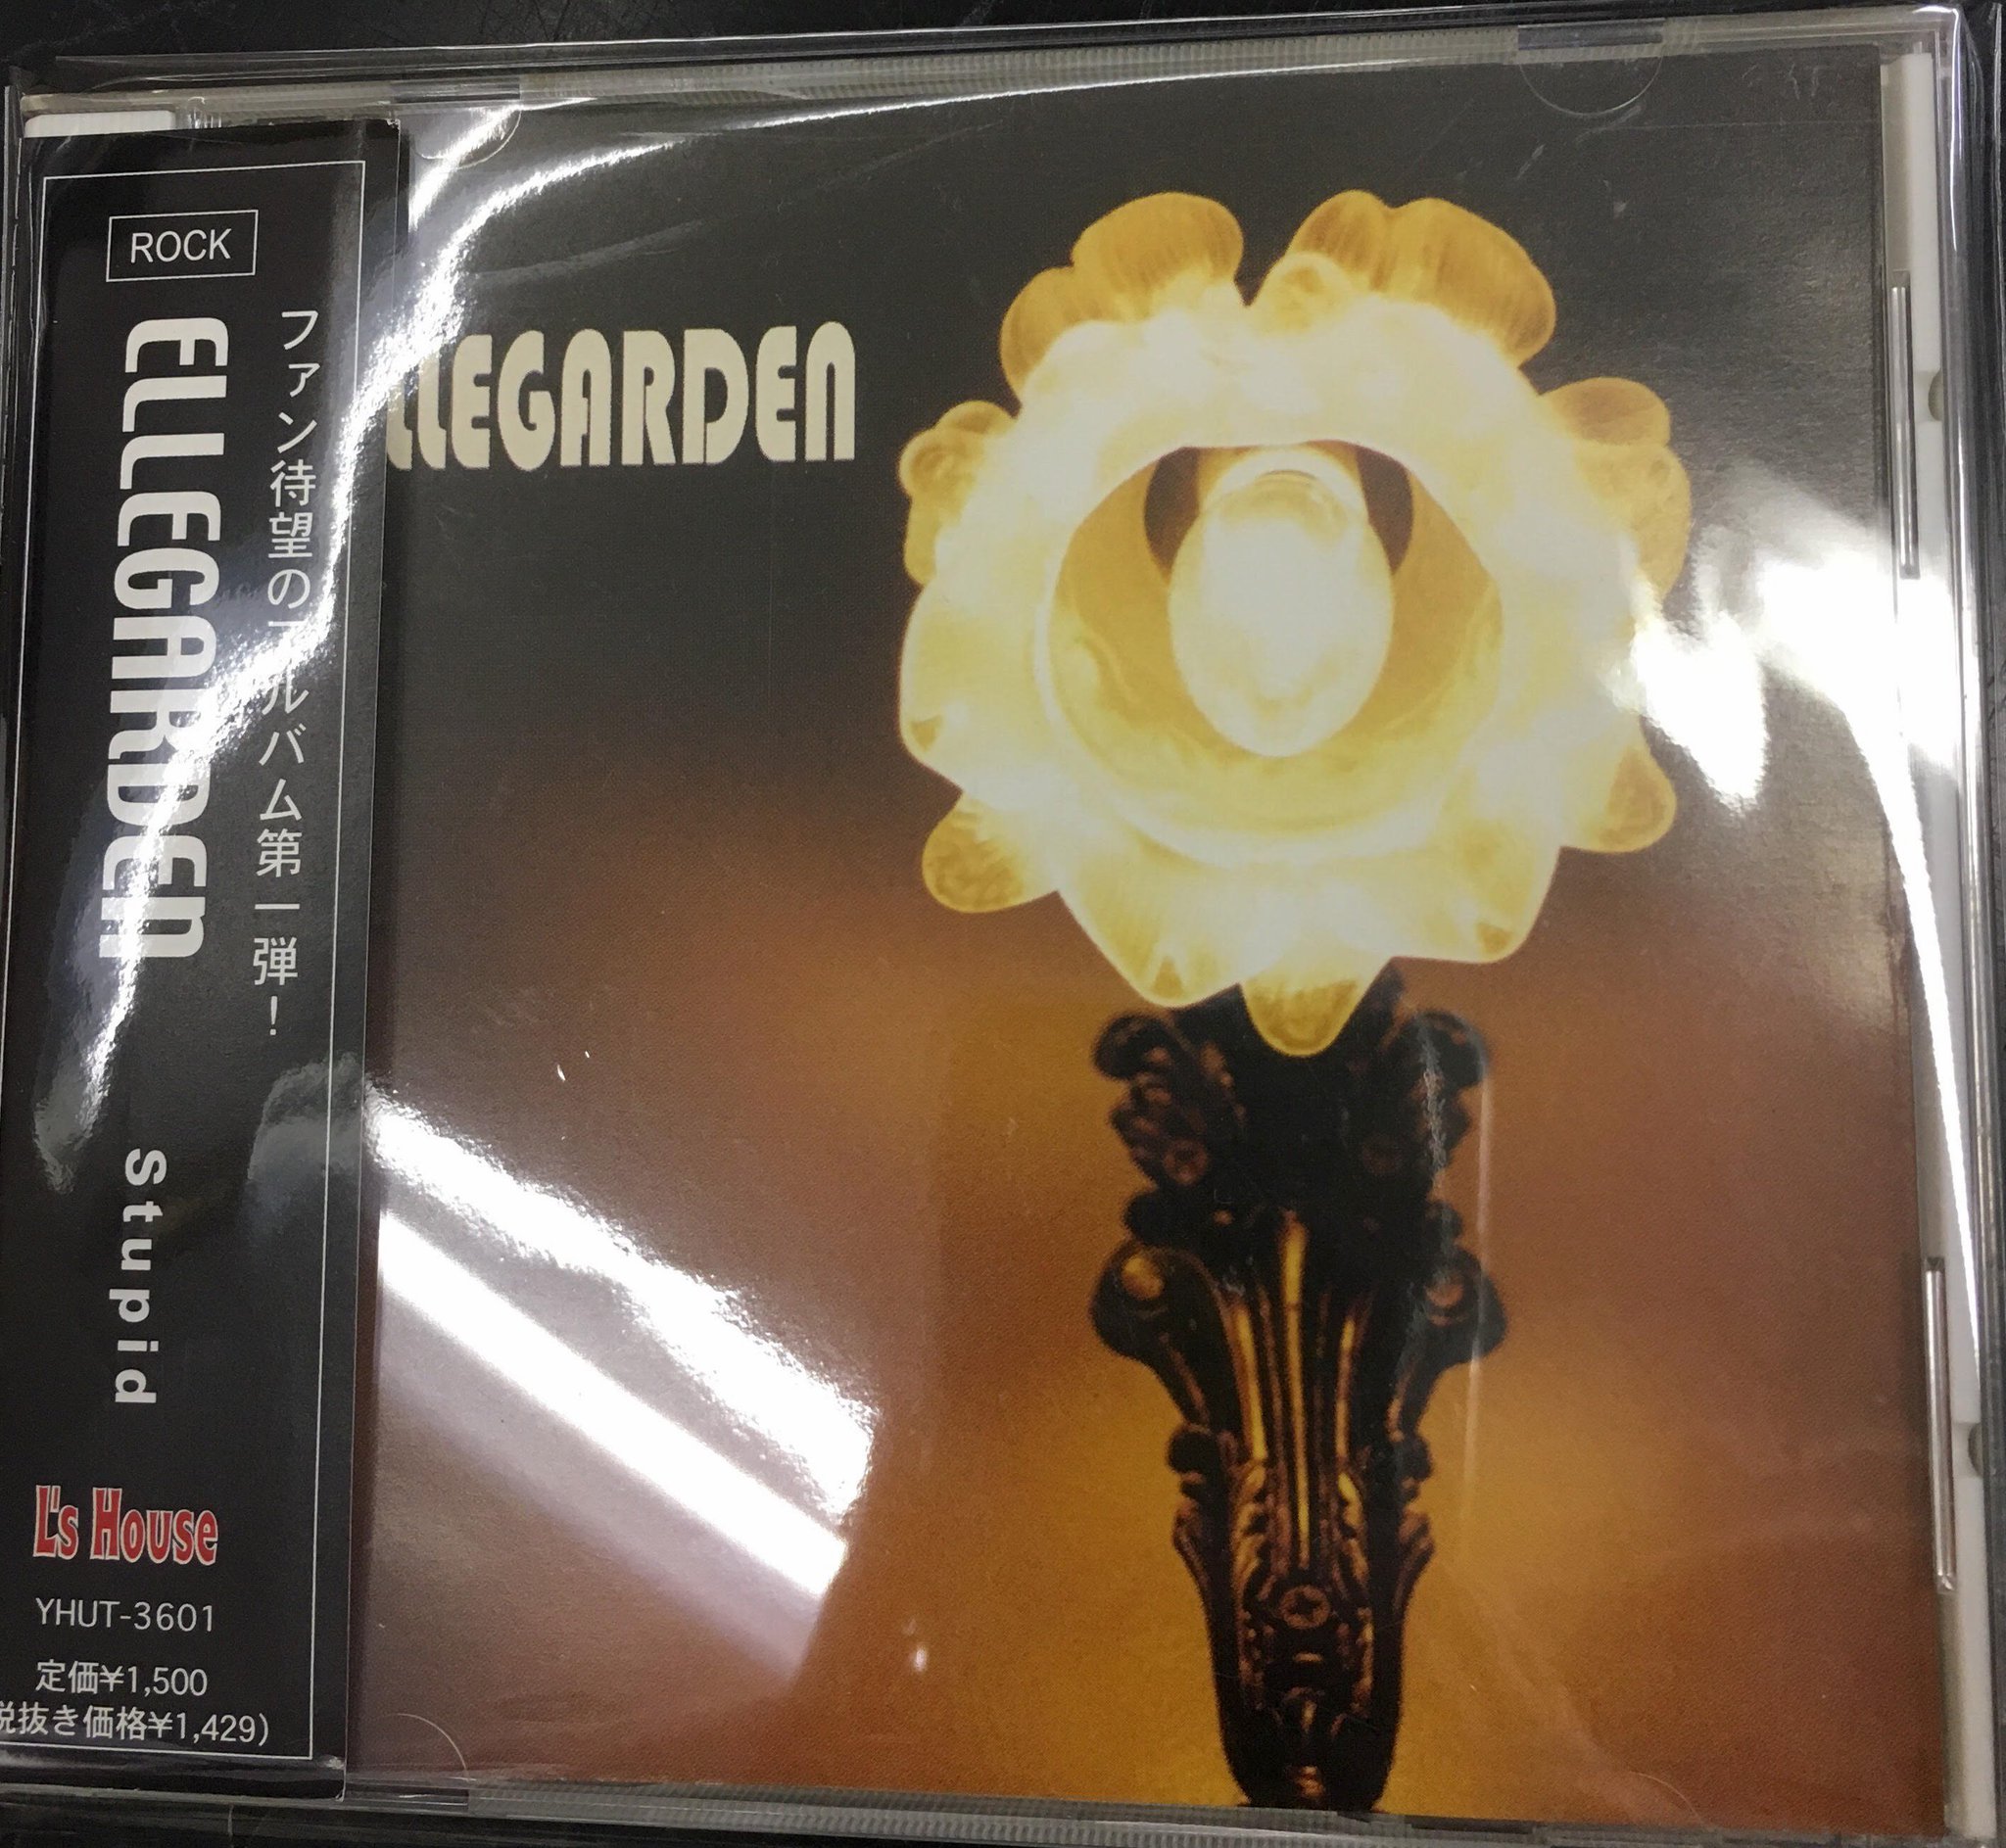 ROCK
ファン待望のアルバム第一弾!
ELLEGARDEN
Stupid
L's House
YHUT-3601
定価¥1,500
税抜き価格¥1,429)
LLEGARDEN